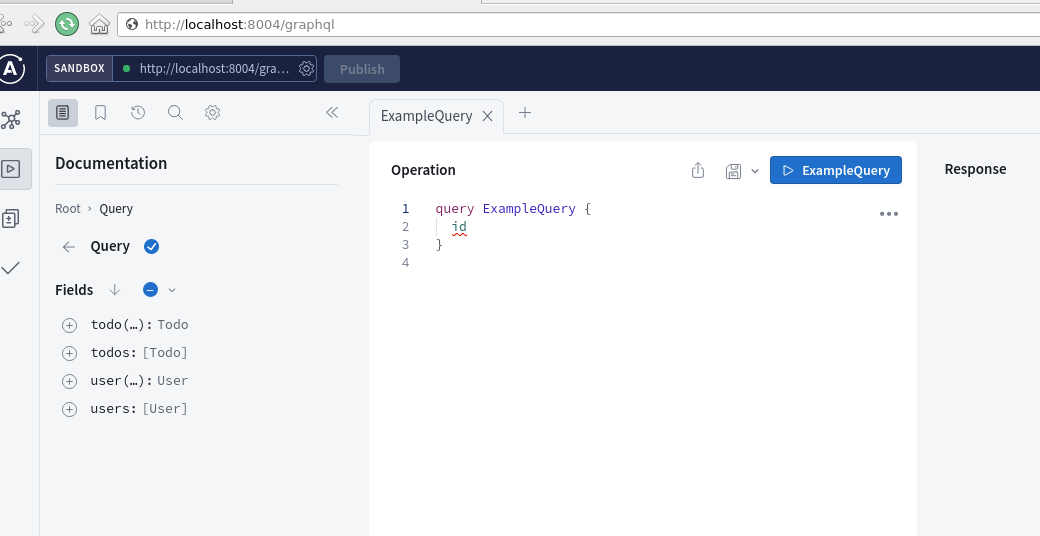 http://localhost:8004/graphql
SANDBOX
http://localhost:8004/gra...
Publish
ExampleQuery
Documentation
Root › Query
Query
Fields
todo(…): Todo
todos: [Todo]
user(…): User
users: [User]
Operation
ExampleQuery
1 query ExampleQuery {
2 id
3 }
4
Response